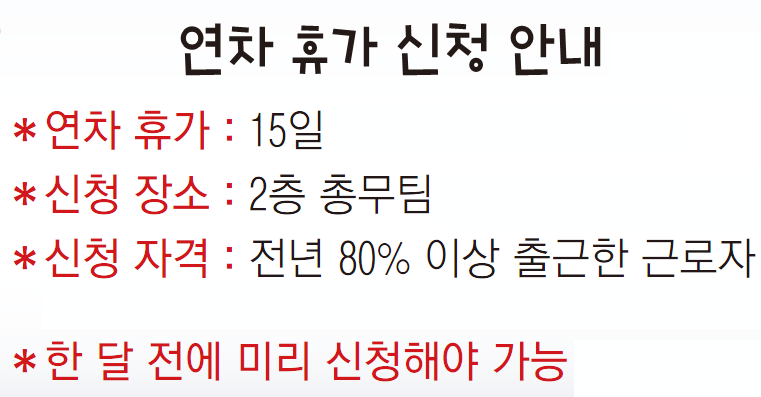 연차 휴가 신청 안내
*연차 휴가 : 15일
*신청 장소 : 2층 총무팀
*신청 자격 : 전년 80% 이상 출근한 근로자
*한 달 전에 미리 신청해야 가능